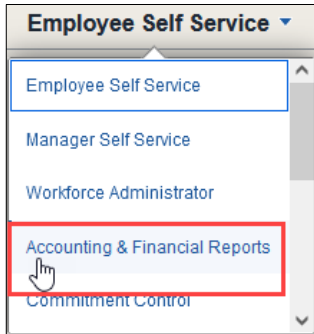 Employee Self Service
Employee Self Service
Manager Self Service
Workforce Administrator
Accounting & Financial Reports
Commitment Control